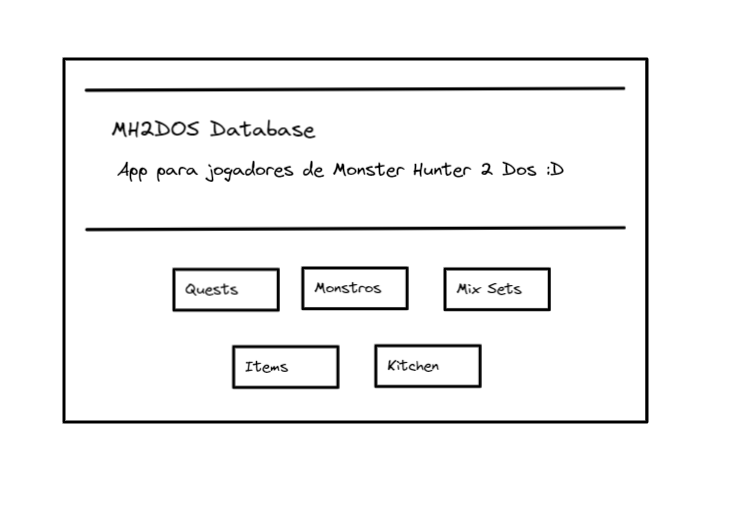 MH2DOS Database
App para jogadores de Monster Hunter 2 Dos :D
Quests
Monstros
Mix Sets
Items
Kitchen